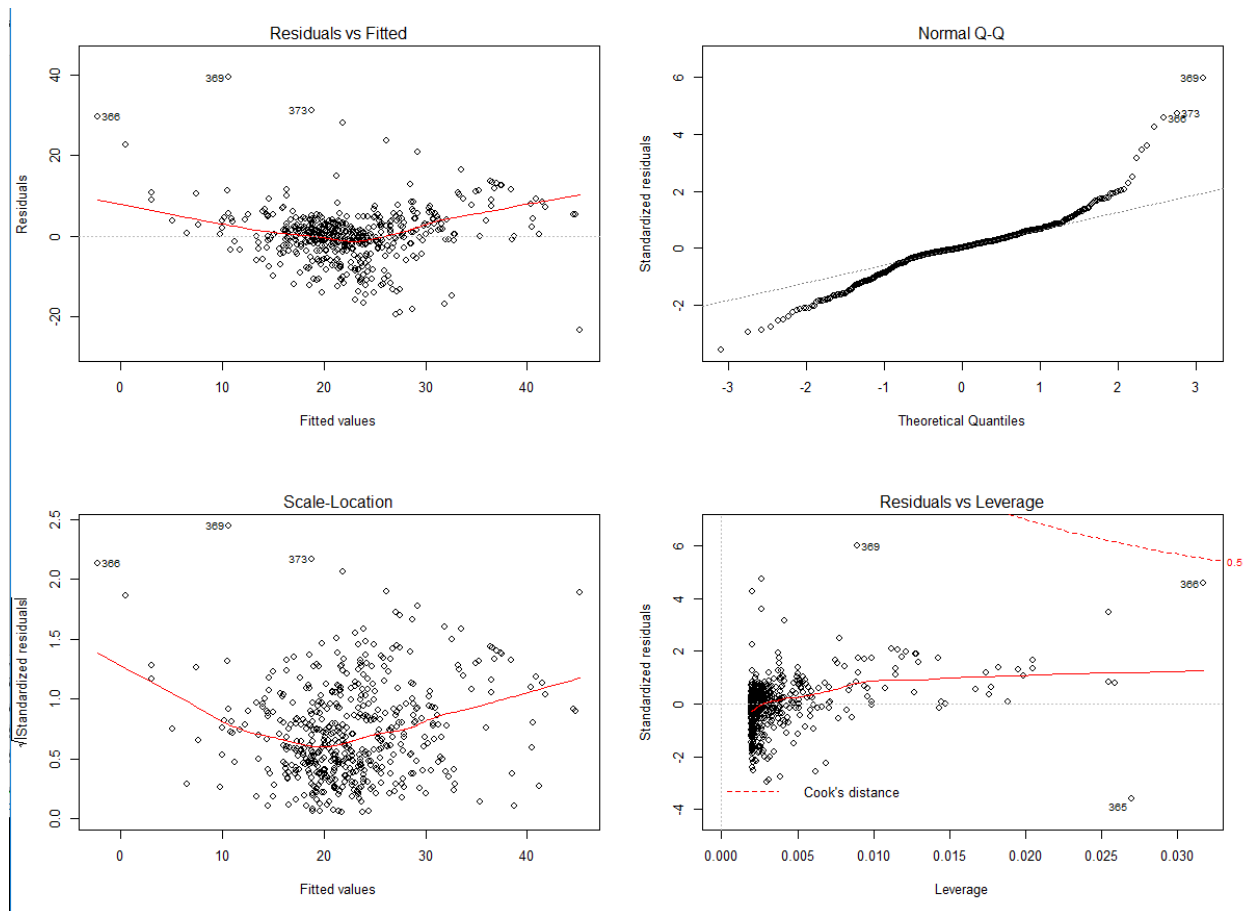 Residuals vs Fitted
Residuals
40
20
0
-20
369
373
366
0 10 20 30 40
Fitted values
Normal Q-Q
Standardized residuals
6
4
2
0
-2
369
373
366
-3 -2 -1 0 1 2 3
Theoretical Quantiles
Scale-Location
√|Standardized residuals|
2.5
2.0
1.5
1.0
0.5
0.0
369
373
366
0 10 20 30 40
Fitted values
Residuals vs Leverage
Standardized residuals
6
4
2
0
-2
-4
369
0.5
366
Cook's distance
365
0.000 0.005 0.010 0.015 0.020 0.025 0.030
Leverage